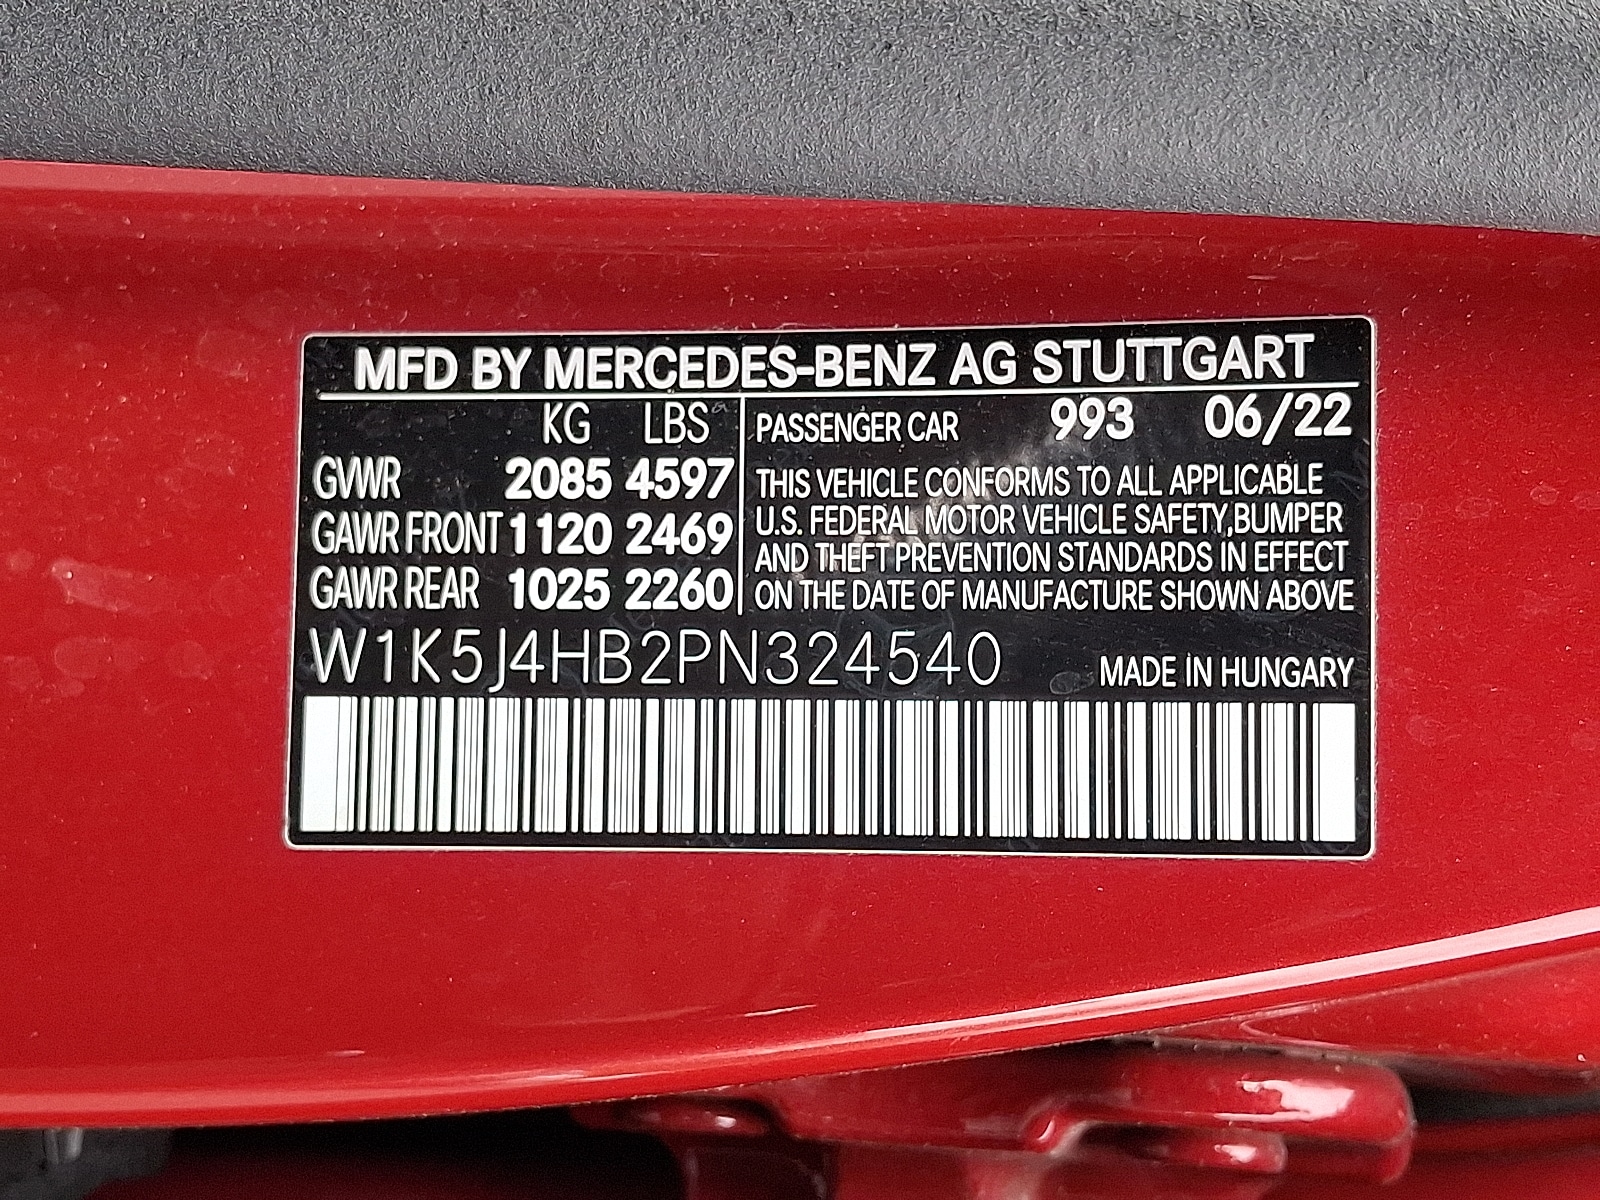 MFD BY MERCEDES-BENZ AG STUTTGART
KG LBS
GVWR 2085 4597
GAWR FRONT 1120 2469
GAWR REAR 1025 2260
PASSENGER CAR 993 06/22
THIS VEHICLE CONFORMS TO ALL APPLICABLE
U.S. FEDERAL MOTOR VEHICLE SAFETY,BUMPER
AND THEFT PREVENTION STANDARDS IN EFFECT
ON THE DATE OF MANUFACTURE SHOWN ABOVE
W1K5J4HB2PN324540
MADE IN HUNGARY